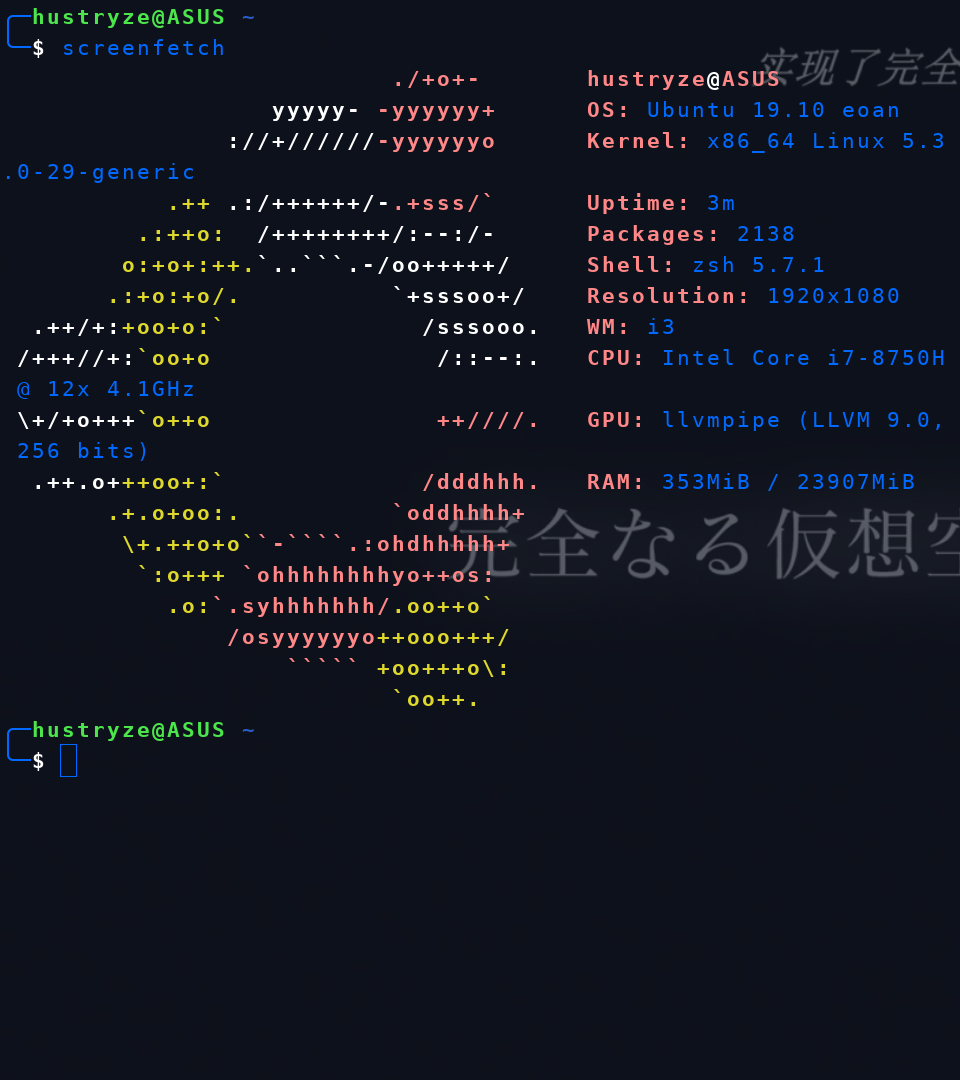 hustryze@ASUS ~
$ screenfetch
./+o+-       hustryze@ASUS
yyyyy- -yyyyyy+      OS: Ubuntu 19.10 eoan
://+//////-yyyyyyo      Kernel: x86_64 Linux 5.3
.0-29-generic
.++ .:/++++++/-.+sss/`      Uptime: 3m
.:++o:  /++++++++/:--:/-      Packages: 2138
o:+o+:++.`..```.-/oo+++++/     Shell: zsh 5.7.1
.:+o:+o/.          `+sssoo+/    Resolution: 1920x1080
.++/+:+oo+o:`             /sssooo.   WM: i3
/+++//+:`oo+o               /::--:.   CPU: Intel Core i7-8750H
@ 12x 4.1GHz
\+/+o+++`o++o               ++////.   GPU: llvmpipe (LLVM 9.0,
256 bits)
.++.o+++oo+:`             /dddhhh.   RAM: 353MiB / 23907MiB
.+.o+oo:.          `oddhhhh+
\+.++o+o``-````.:ohdhhhhh+
`:o+++ `ohhhhhhhhyo++os:
.o:`.syhhhhhhh/.oo++o`
/osyyyyyyo++ooo+++/
````` +oo+++o\:
`oo++.
hustryze@ASUS ~
$
实现了完全
完全なる仮想空